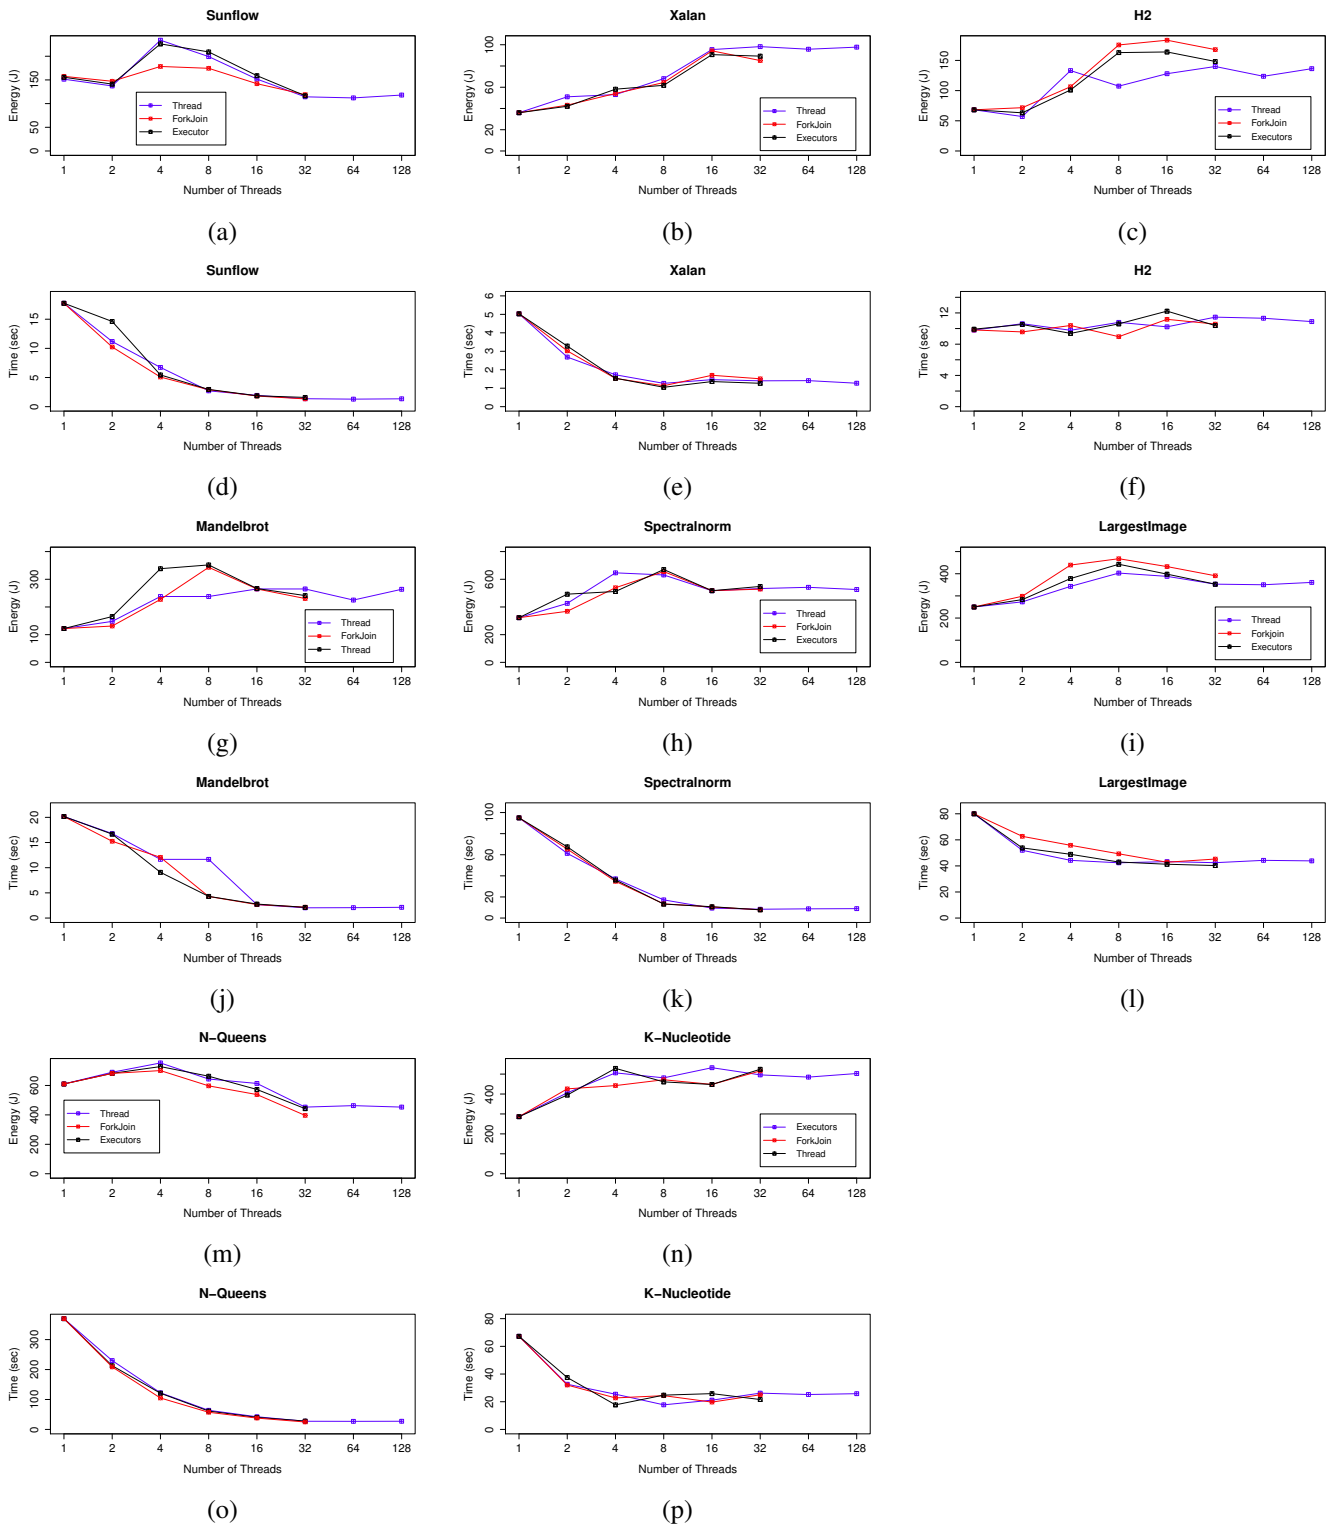 Sunflow
Energy (J)
0 50 150
Thread
ForkJoin
Executor
1 2 4 8 16 32 64 128
Number of Threads
(a)
Xalan
Energy (J)
0 20 60 100
Thread
ForkJoin
Executors
1 2 4 8 16 32 64 128
Number of Threads
(b)
H2
Energy (J)
0 50 100 150
Thread
ForkJoin
Executors
1 2 4 8 16 32 64 128
Number of Threads
(c)
Sunflow
Time (sec)
0 5 10 15
1 2 4 8 16 32 64 128
Number of Threads
(d)
Xalan
Time (sec)
0 1 2 3 4 5 6
1 2 4 8 16 32 64 128
Number of Threads
(e)
H2
Time (sec)
0 4 8 12
1 2 4 8 16 32 64 128
Number of Threads
(f)
Mandelbrot
Energy (J)
0 100 300
Thread
ForkJoin
Thread
1 2 4 8 16 32 64 128
Number of Threads
(g)
Spectralnorm
Energy (J)
0 200 600
Thread
ForkJoin
Executors
1 2 4 8 16 32 64 128
Number of Threads
(h)
LargestImage
Energy (J)
0 200 400
Thread
Forkjoin
Executors
1 2 4 8 16 32 64 128
Number of Threads
(i)
Mandelbrot
Time (sec)
0 5 10 15 20
1 2 4 8 16 32 64 128
Number of Threads
(j)
Spectralnorm
Time (sec)
0 20 60 100
1 2 4 8 16 32 64 128
Number of Threads
(k)
LargestImage
Time (sec)
0 20 40 60 80
1 2 4 8 16 32 64 128
Number of Threads
(l)
N−Queens
Energy (J)
0 200 400 600
Thread
ForkJoin
Executors
1 2 4 8 16 32 64 128
Number of Threads
(m)
K−Nucleotide
Energy (J)
0 200 400
Executors
ForkJoin
Thread
1 2 4 8 16 32 64 128
Number of Threads
(n)
N−Queens
Time (sec)
0 100 200 300
1 2 4 8 16 32 64 128
Number of Threads
(o)
K−Nucleotide
Time (sec)
0 20 40 60 80
1 2 4 8 16 32 64 128
Number of Threads
(p)